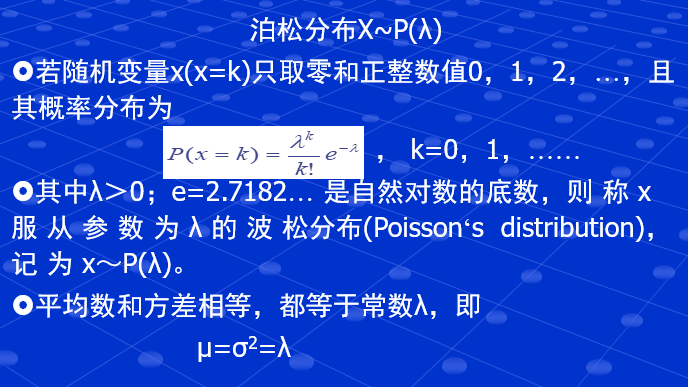 泊松分布X~P(λ)
若随机变量x(x=k)只取零和正整数值0，1，2，…，且
其概率分布为
P(x = k) = \frac{λ^k}{k!} e^{-λ} ， k=0，1，……
其中λ＞0；e=2.7182… 是自然对数的底数，则 称 x
服 从 参 数 为 λ 的 波 松分布(Poisson‘s distribution)，
记 为 x～P(λ)。
平均数和方差相等，都等于常数λ，即
μ=σ²=λ